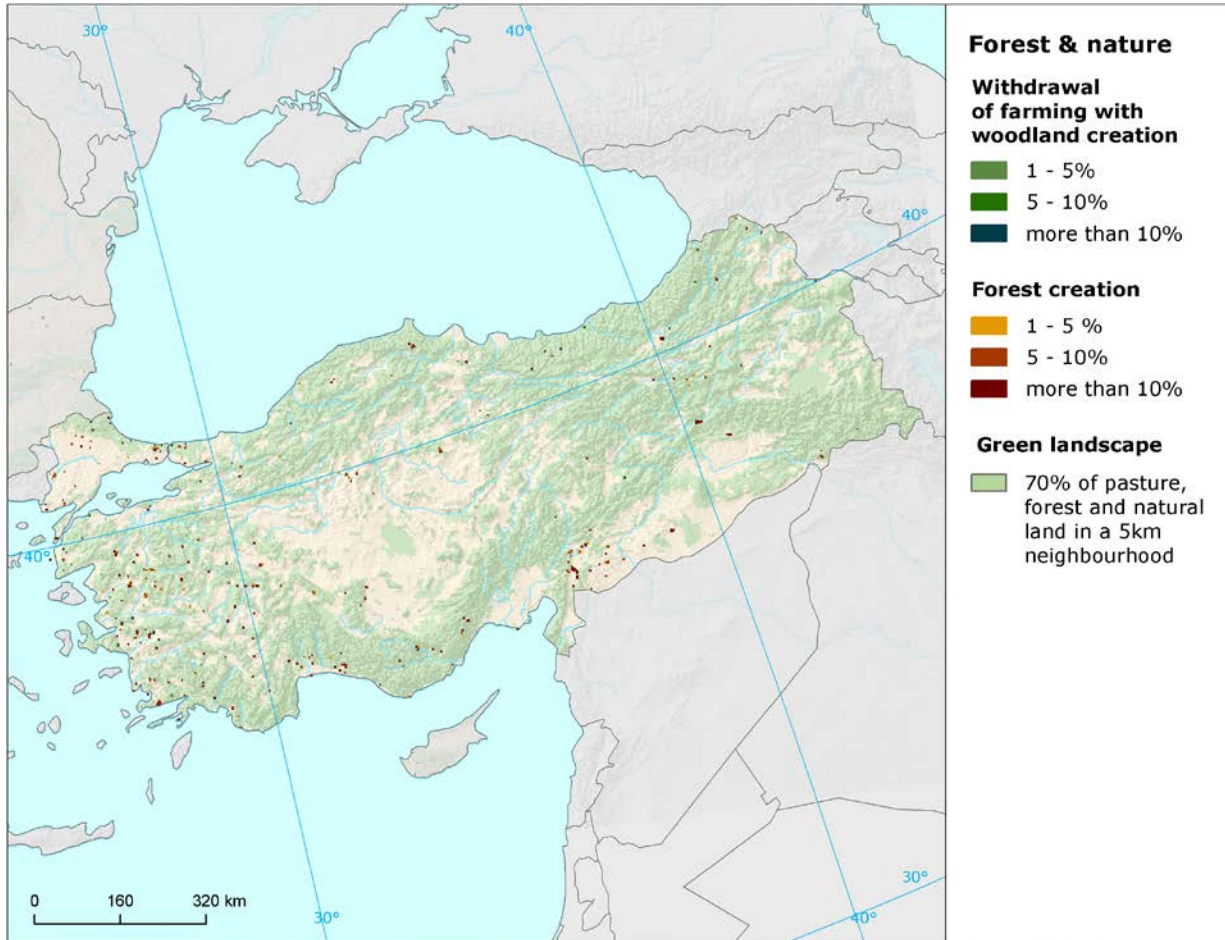 30°
40°
40°
40°
30°
30°
40°
0 160 320 km
Forest & nature
Withdrawal
of farming with
woodland creation
1 - 5%
5 - 10%
more than 10%
Forest creation
1 - 5 %
5 - 10%
more than 10%
Green landscape
70% of pasture,
forest and natural
land in a 5km
neighbourhood